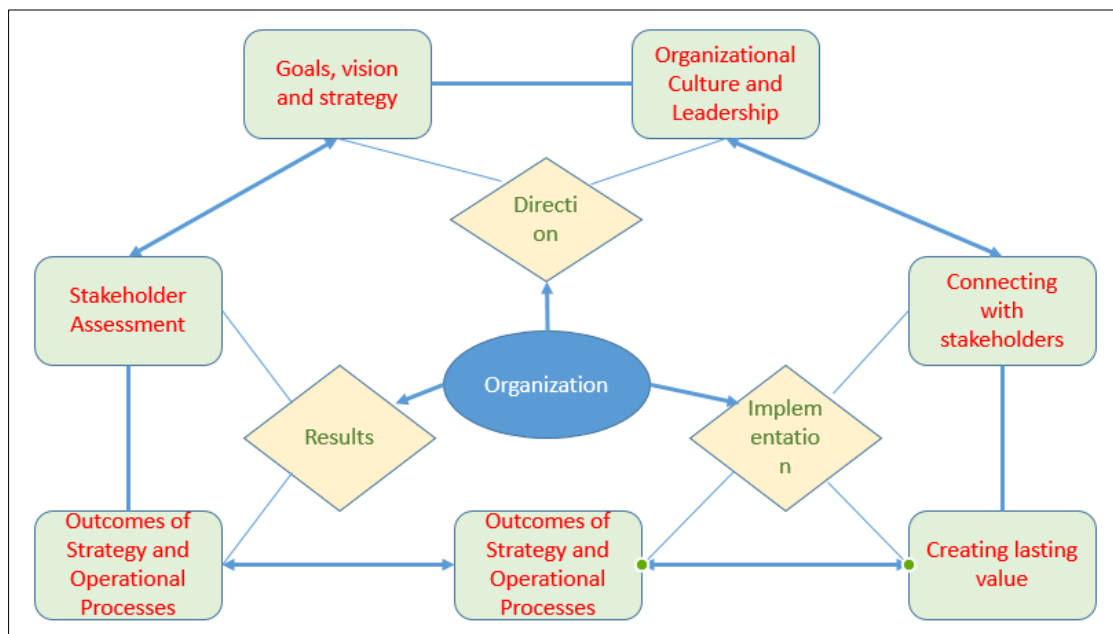 Goals, vision
and strategy
Organizational
Culture and
Leadership
Directi
on
Stakeholder
Assessment
Connecting
with
stakeholders
Organization
Results
Implem
entatio
n
Outcomes of
Strategy and
Operational
Processes
Outcomes of
Strategy and
Operational
Processes
Creating lasting
value